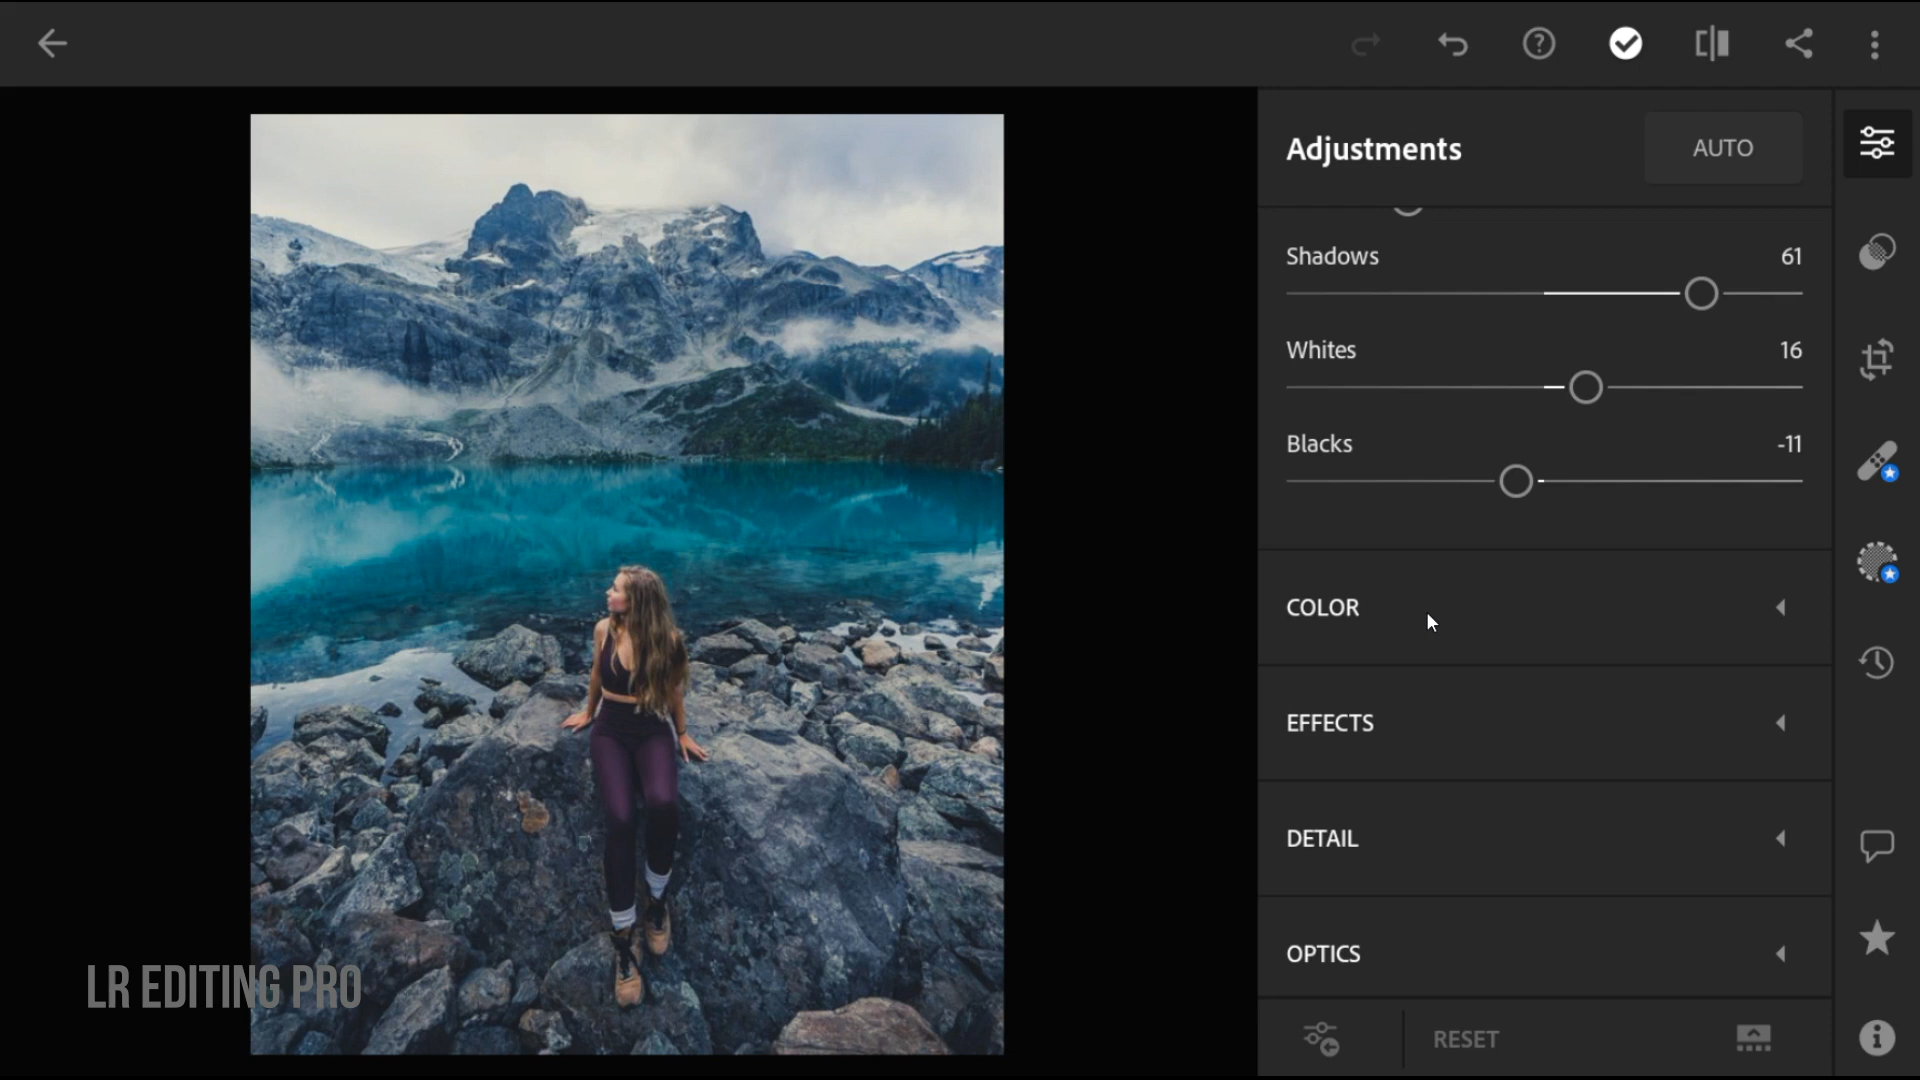 Adjustments
AUTO
Shadows 61
Whites 16
Blacks -11
COLOR
EFFECTS
DETAIL
OPTICS
RESET
LR EDITING PRO